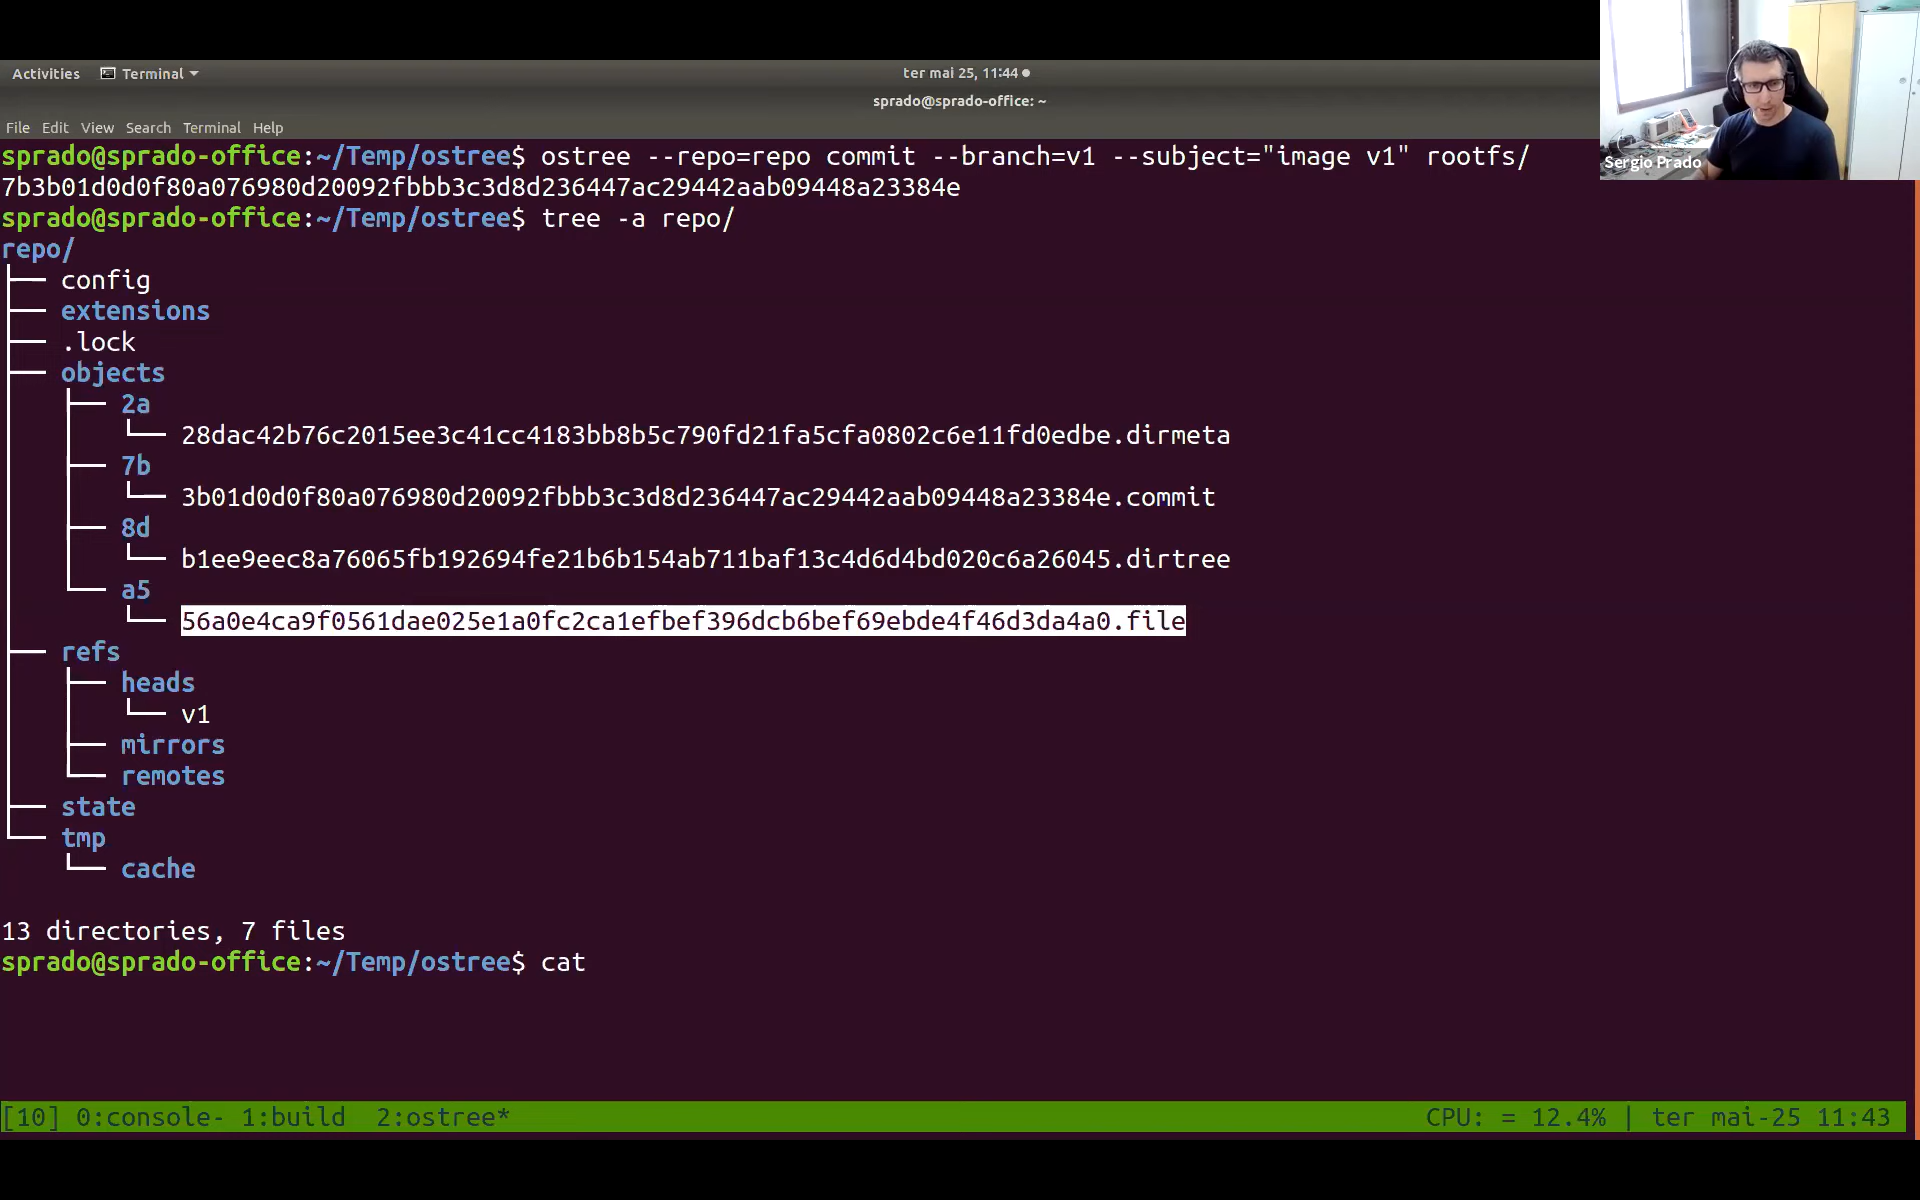 Activities Terminal
ter mai 25, 11:44
sprado@sprado-office: ~
File Edit View Search Terminal Help
Sergio Prado
sprado@sprado-office:~/Temp/ostree$ ostree --repo=repo commit --branch=v1 --subject="image v1" rootfs/
7b3b01d0d0f80a076980d20092fbbb3c3d8d236447ac29442aab09448a23384e
sprado@sprado-office:~/Temp/ostree$ tree -a repo/
repo/
├── config
├── extensions
├── .lock
├── objects
│   ├── 2a
│   │   └── 28dac42b76c2015ee3c41cc4183bb8b5c790fd21fa5cfa0802c6e11fd0edbe.dirmeta
│   ├── 7b
│   │   └── 3b01d0d0f80a076980d20092fbbb3c3d8d236447ac29442aab09448a23384e.commit
│   ├── 8d
│   │   └── b1ee9eec8a76065fb192694fe21b6b154ab711baf13c4d6d4bd020c6a26045.dirtree
│   └── a5
│       └── 56a0e4ca9f0561dae025e1a0fc2ca1efbef396dcb6bef69ebde4f46d3da4a0.file
├── refs
│   ├── heads
│   │   └── v1
│   ├── mirrors
│   └── remotes
├── state
└── tmp
    └── cache
13 directories, 7 files
sprado@sprado-office:~/Temp/ostree$ cat
[10] 0:console- 1:build 2:ostree*
CPU: = 12.4% | ter mai-25 11:43